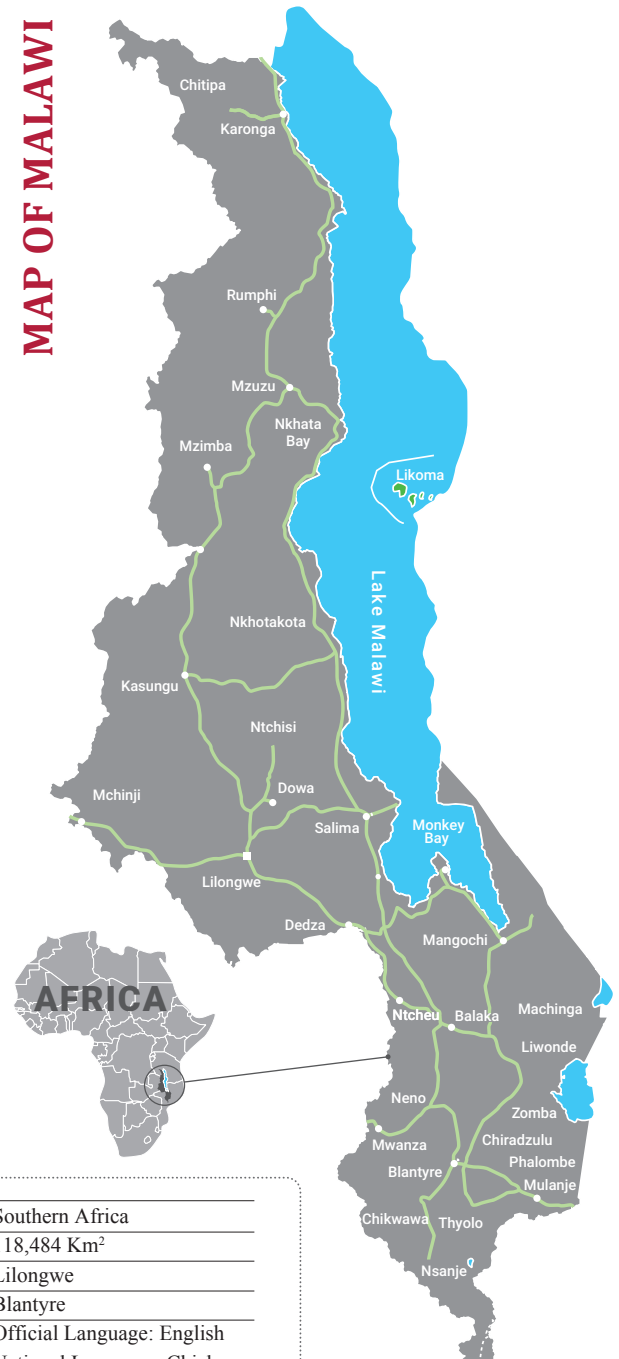 MAP OF MALAWI
Chitipa
Karonga
Rumphi
Mzuzu
Nkhata
Bay
Mzimba
Likoma
Lake Malawi
Nkhotakota
Kasungu
Ntchisi
Dowa
Mchinji
Salima
Monkey
Bay
Lilongwe
Dedza
Mangochi
AFRICA
Ntcheu
Balaka
Machinga
Liwonde
Neno
Zomba
Mwanza
Chiradzulu
Blantyre
Phalombe
Mulanje
Chikwawa
Thyolo
Nsanje
Southern Africa
18,484 Km²
Lilongwe
Blantyre
Official Language: English